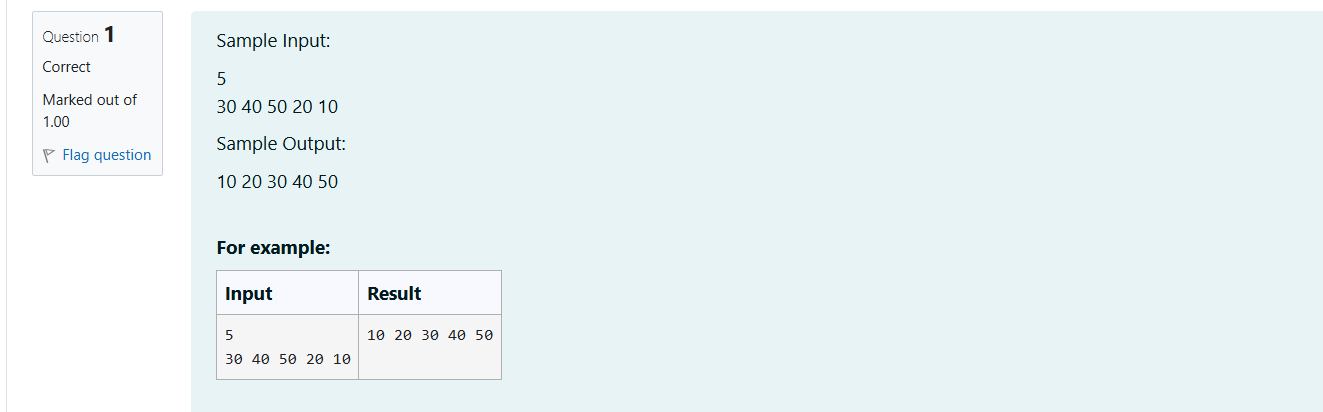 Question 1
Correct
Marked out of
1.00
Flag question
Sample Input:
5
30 40 50 20 10
Sample Output:
10 20 30 40 50
For example:
Input Result
5 10 20 30 40 50
30 40 50 20 10